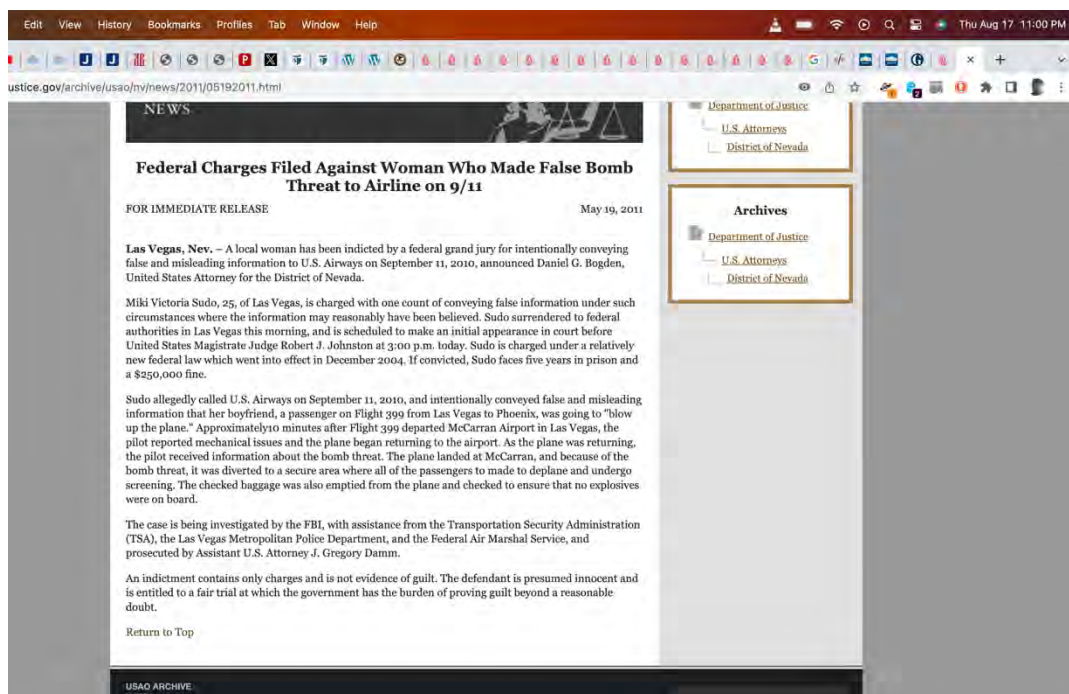 Edit View History Bookmarks Profiles Tab Window Help
Thu Aug 17 11:00 PM
ustice.gov/archive/usao/nv/news/2011/05192011.html
NEWS
Department of Justice
U.S. Attorneys
District of Nevada
Federal Charges Filed Against Woman Who Made False Bomb
Threat to Airline on 9/11
FOR IMMEDIATE RELEASE
May 19, 2011
Archives
Department of Justice
U.S. Attorneys
District of Nevada
Las Vegas, Nev. – A local woman has been indicted by a federal grand jury for intentionally conveying
false and misleading information to U.S. Airways on September 11, 2010, announced Daniel G. Bogden,
United States Attorney for the District of Nevada.
Miki Victoria Sudo, 25, of Las Vegas, is charged with one count of conveying false information under such
circumstances where the information may reasonably have been believed. Sudo surrendered to federal
authorities in Las Vegas this morning, and is scheduled to make an initial appearance in court before
United States Magistrate Judge Robert J. Johnston at 3:00 p.m. today. Sudo is charged under a relatively
new federal law which went into effect in December 2004. If convicted, Sudo faces five years in prison and
a $250,000 fine.
Sudo allegedly called U.S. Airways on September 11, 2010, and intentionally conveyed false and misleading
information that her boyfriend, a passenger on Flight 399 from Las Vegas to Phoenix, was going to "blow
up the plane." Approximately10 minutes after Flight 399 departed McCarran Airport in Las Vegas, the
pilot reported mechanical issues and the plane began returning to the airport. As the plane was returning,
the pilot received information about the bomb threat. The plane landed at McCarran, and because of the
bomb threat, it was diverted to a secure area where all of the passengers to made to deplane and undergo
screening. The checked baggage was also emptied from the plane and checked to ensure that no explosives
were on board.
The case is being investigated by the FBI, with assistance from the Transportation Security Administration
(TSA), the Las Vegas Metropolitan Police Department, and the Federal Air Marshal Service, and
prosecuted by Assistant U.S. Attorney J. Gregory Damm.
An indictment contains only charges and is not evidence of guilt. The defendant is presumed innocent and
is entitled to a fair trial at which the government has the burden of proving guilt beyond a reasonable
doubt.
Return to Top
USAO ARCHIVE